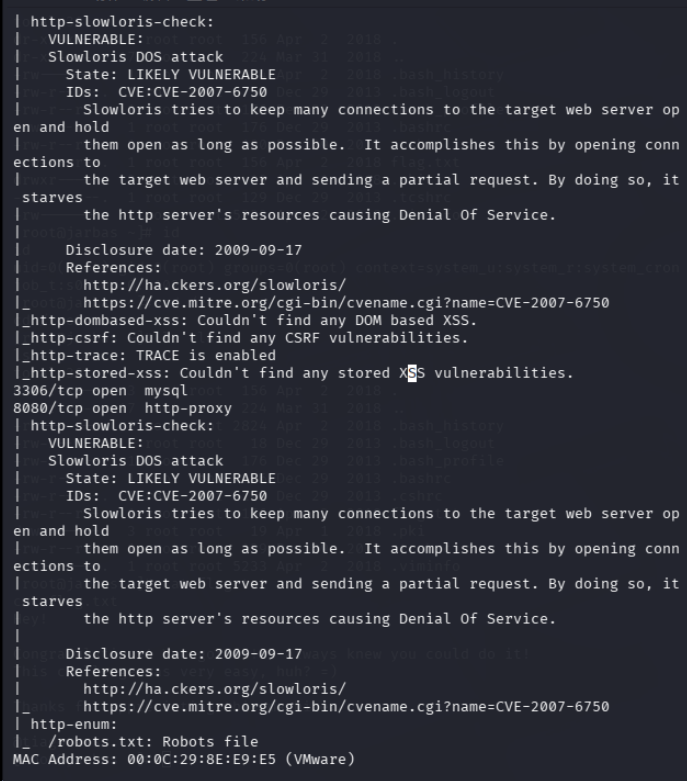 | http-slowloris-check:
|   VULNERABLE:
|   Slowloris DOS attack
|     State: LIKELY VULNERABLE
|     IDs:  CVE:CVE-2007-6750
|       Slowloris tries to keep many connections to the target web server op
en and hold
|       them open as long as possible.  It accomplishes this by opening conn
ections to
|       the target web server and sending a partial request. By doing so, it
 starves
|       the http server's resources causing Denial Of Service.
|
|     Disclosure date: 2009-09-17
|     References:
|       http://ha.ckers.org/slowloris/
|_      https://cve.mitre.org/cgi-bin/cvename.cgi?name=CVE-2007-6750
|_http-dombased-xss: Couldn't find any DOM based XSS.
|_http-csrf: Couldn't find any CSRF vulnerabilities.
|_http-trace: TRACE is enabled
|_http-stored-xss: Couldn't find any stored XSS vulnerabilities.
3306/tcp open  mysql
8080/tcp open  http-proxy
| http-slowloris-check:
|   VULNERABLE:
|   Slowloris DOS attack
|     State: LIKELY VULNERABLE
|     IDs:  CVE:CVE-2007-6750
|       Slowloris tries to keep many connections to the target web server op
en and hold
|       them open as long as possible.  It accomplishes this by opening conn
ections to
|       the target web server and sending a partial request. By doing so, it
 starves
|       the http server's resources causing Denial Of Service.
|
|     Disclosure date: 2009-09-17
|     References:
|       http://ha.ckers.org/slowloris/
|_      https://cve.mitre.org/cgi-bin/cvename.cgi?name=CVE-2007-6750
| http-enum:
|_  /robots.txt: Robots file
MAC Address: 00:0C:29:8E:E9:E5 (VMware)